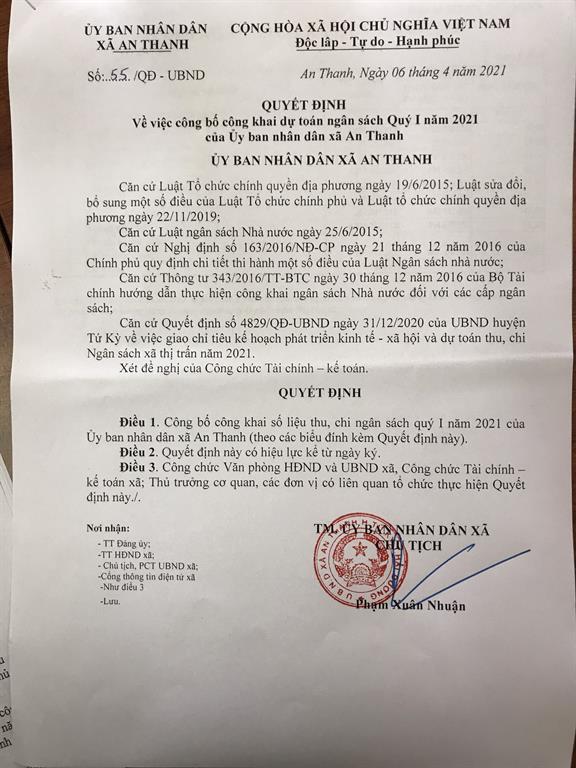 ỦY BAN NHÂN DÂN
XÃ AN THANH
CỘNG HÒA XÃ HỘI CHỦ NGHĨA VIỆT NAM
Độc lập - Tự do - Hạnh phúc
Số:..55. /QĐ - UBND
An Thanh, Ngày 06 tháng 4 năm 2021
QUYẾT ĐỊNH
Về việc công bố công khai dự toán ngân sách Quý I năm 2021
của Ủy ban nhân dân xã An Thanh
ỦY BAN NHÂN DÂN XÃ AN THANH
Căn cứ Luật Tổ chức chính quyền địa phương ngày 19/6/2015; Luật sửa đổi,
bổ sung một số điều của Luật Tổ chức chính phủ và Luật tổ chức chính quyền địa
phương ngày 22/11/2019;
Căn cứ Luật ngân sách Nhà nước ngày 25/6/2015;
Căn cứ Nghị định số 163/2016/NĐ-CP ngày 21 tháng 12 năm 2016 của
Chính phủ quy định chi tiết thi hành một số điều của Luật Ngân sách nhà nước;
Căn cứ Thông tư 343/2016/TT-BTC ngày 30 tháng 12 năm 2016 của Bộ Tài
chính hướng dẫn thực hiện công khai ngân sách Nhà nước đối với các cấp ngân
sách;
Căn cứ Quyết định số 4829/QĐ-UBND ngày 31/12/2020 của UBND huyện
Tứ Kỳ về việc giao chỉ tiêu kế hoạch phát triển kinh tế - xã hội và dự toán thu, chi
Ngân sách xã thị trấn năm 2021.
Xét đề nghị của Công chức Tài chính – kế toán.
QUYẾT ĐỊNH
Điều 1. Công bố công khai số liệu thu, chi ngân sách quý I năm 2021 của
Ủy ban nhân dân xã An Thanh (theo các biểu đính kèm Quyết định này).
Điều 2. Quyết định này có hiệu lực kể từ ngày ký.
Điều 3. Công chức Văn phòng HĐND và UBND xã, Công chức Tài chính –
kế toán xã; Thủ trưởng cơ quan, các đơn vị có liên quan tổ chức thực hiện Quyết
định này./.
Nơi nhận:
- TT Đảng ủy;
-TT HĐND xã;
- Chủ tịch, PCT UBND xã;
-Cổng thông tin điện tử xã
-Như điều 3
-Lưu.
TM. ỦY BAN NHÂN DÂN XÃ
CHỦ TỊCH
Phạm Xuân Nhuận